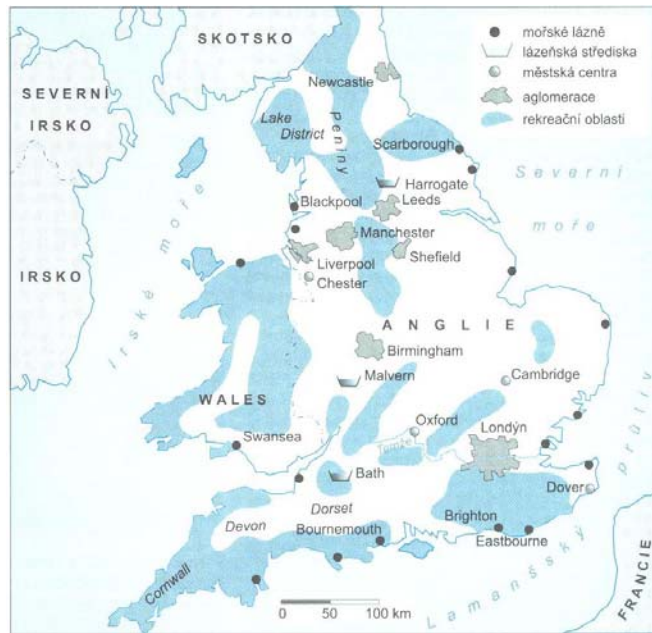 SKOTSKO
SEVERNÍ
IRSKO
IRSKO
Irské moře
Lake
District
Peniny
Newcastle
Scarborough
Harrogate
Leeds
Blackpool
Manchester
Liverpool
Shefield
Chester
Severní
moře
ANGLIE
Birmingham
Malvern
Cambridge
WALES
Oxford
Temže
Londýn
Swansea
Bath
Dover
Dorset
Devon
Bournemouth
Brighton
Eastbourne
Cornwall
Lamanšský
průliv
FRANCIE
0 50 100 km
mořské lázně
lázeňská střediska
městská centra
aglomerace
rekreační oblasti